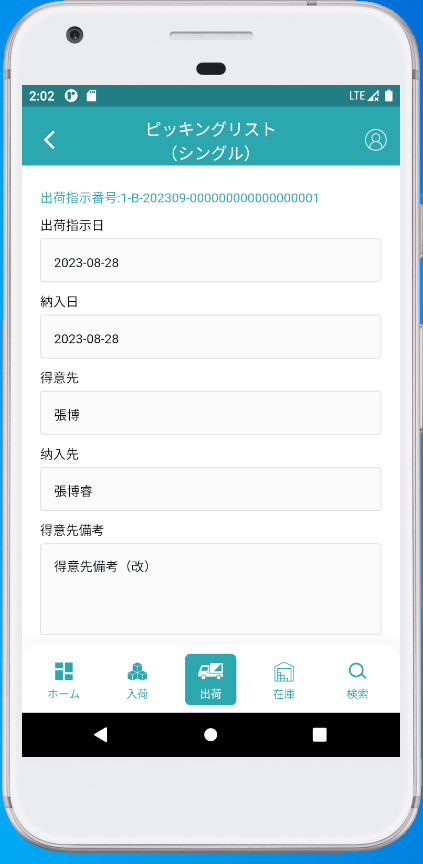 2:02
LTE
ピッキングリスト
（シングル）
出荷指示番号:1-B-202309-000000000000000001
出荷指示日
2023-08-28
納入日
2023-08-28
得意先
張博
納入先
張博睿
得意先備考
得意先備考（改）
ホーム
入荷
出荷
在庫
検索